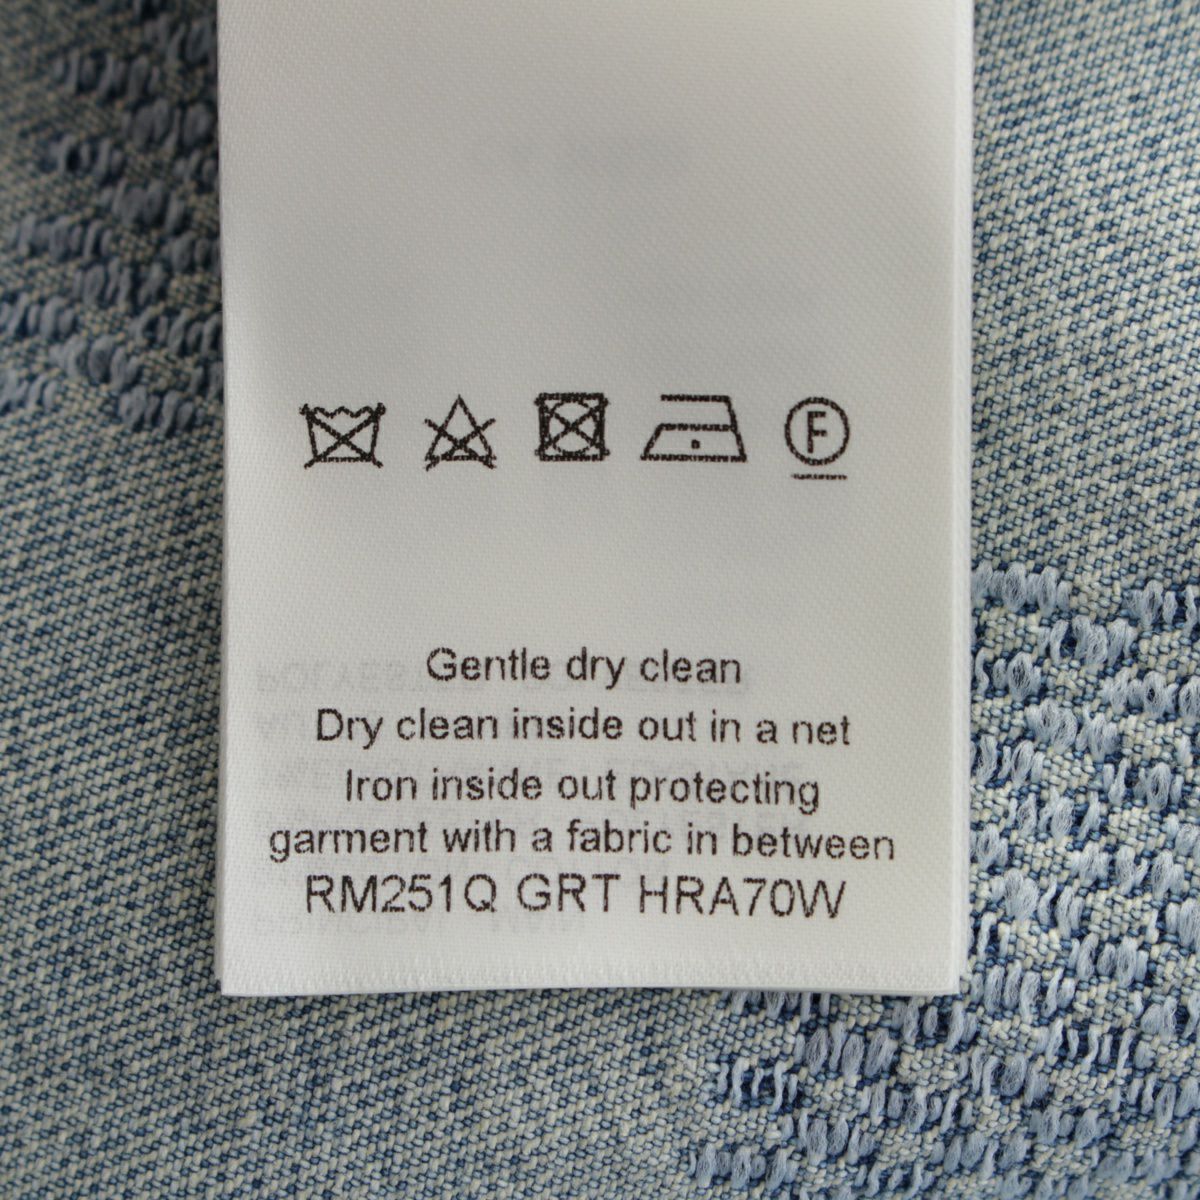 F
Gentle dry clean
Dry clean inside out in a net
Iron inside out protecting
garment with a fabric in between
RM251Q GRT HRA70W